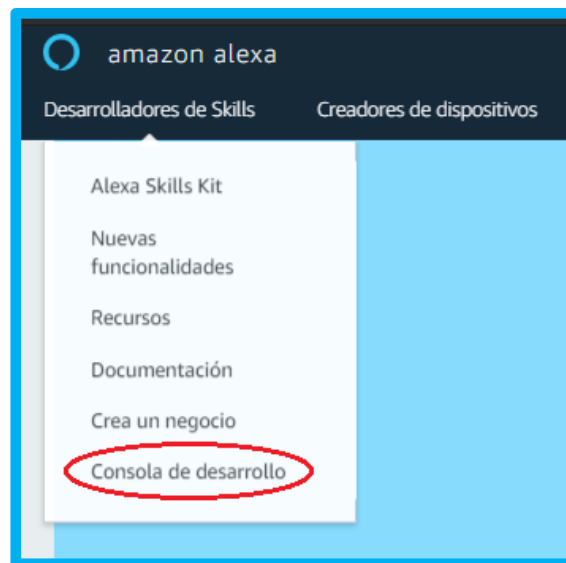 amazon alexa
Desarrolladores de Skills Creadores de dispositivos
Alexa Skills Kit
Nuevas
funcionalidades
Recursos
Documentación
Crea un negocio
Consola de desarrollo